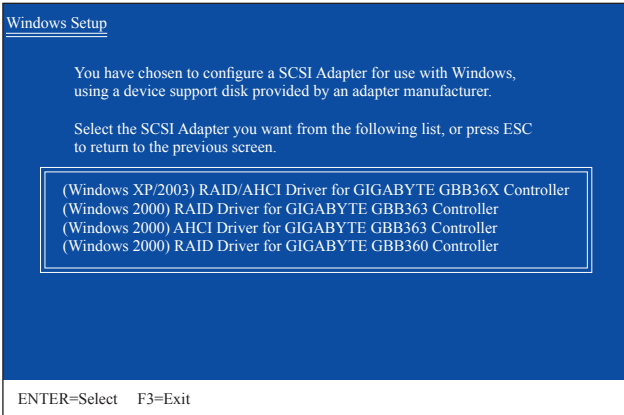 Windows Setup
You have chosen to configure a SCSI Adapter for use with Windows,
using a device support disk provided by an adapter manufacturer.
Select the SCSI Adapter you want from the following list, or press ESC
to return to the previous screen.
(Windows XP/2003) RAID/AHCI Driver for GIGABYTE GBB36X Controller
(Windows 2000) RAID Driver for GIGABYTE GBB363 Controller
(Windows 2000) AHCI Driver for GIGABYTE GBB363 Controller
(Windows 2000) RAID Driver for GIGABYTE GBB360 Controller
ENTER=Select F3=Exit